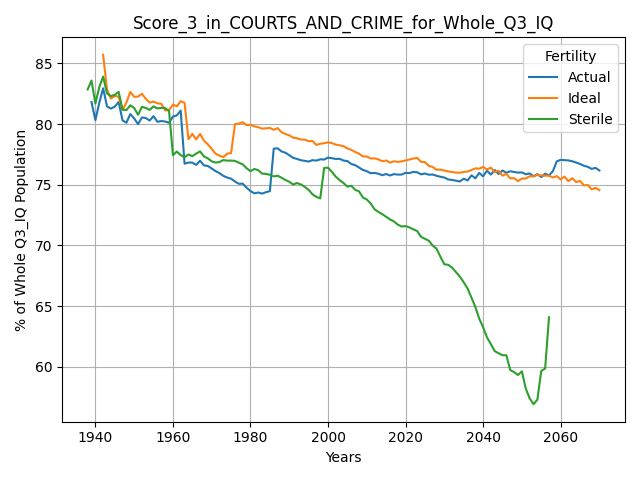 Score_3_in_COURTS_AND_CRIME_for_Whole_Q3_IQ
% of Whole Q3_IQ Population
85
80
75
70
65
60
Fertility
Actual
Ideal
Sterile
1940 1960 1980 2000 2020 2040 2060
Years